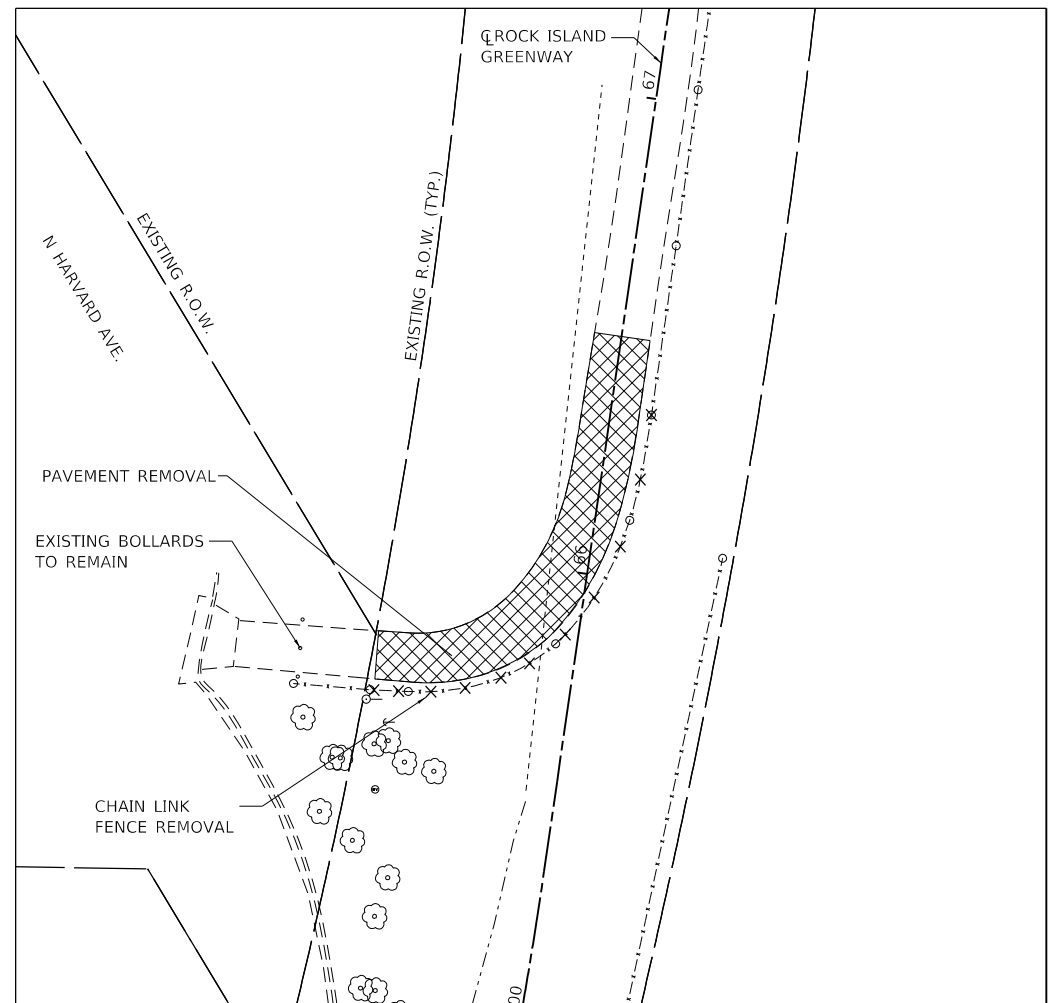 ℄ ROCK ISLAND
GREENWAY
67
EXISTING R.O.W. (TYP.)
EXISTING R.O.W.
N HARVARD AVE.
PAVEMENT REMOVAL
EXISTING BOLLARDS
TO REMAIN
66
CHAIN LINK
FENCE REMOVAL
00